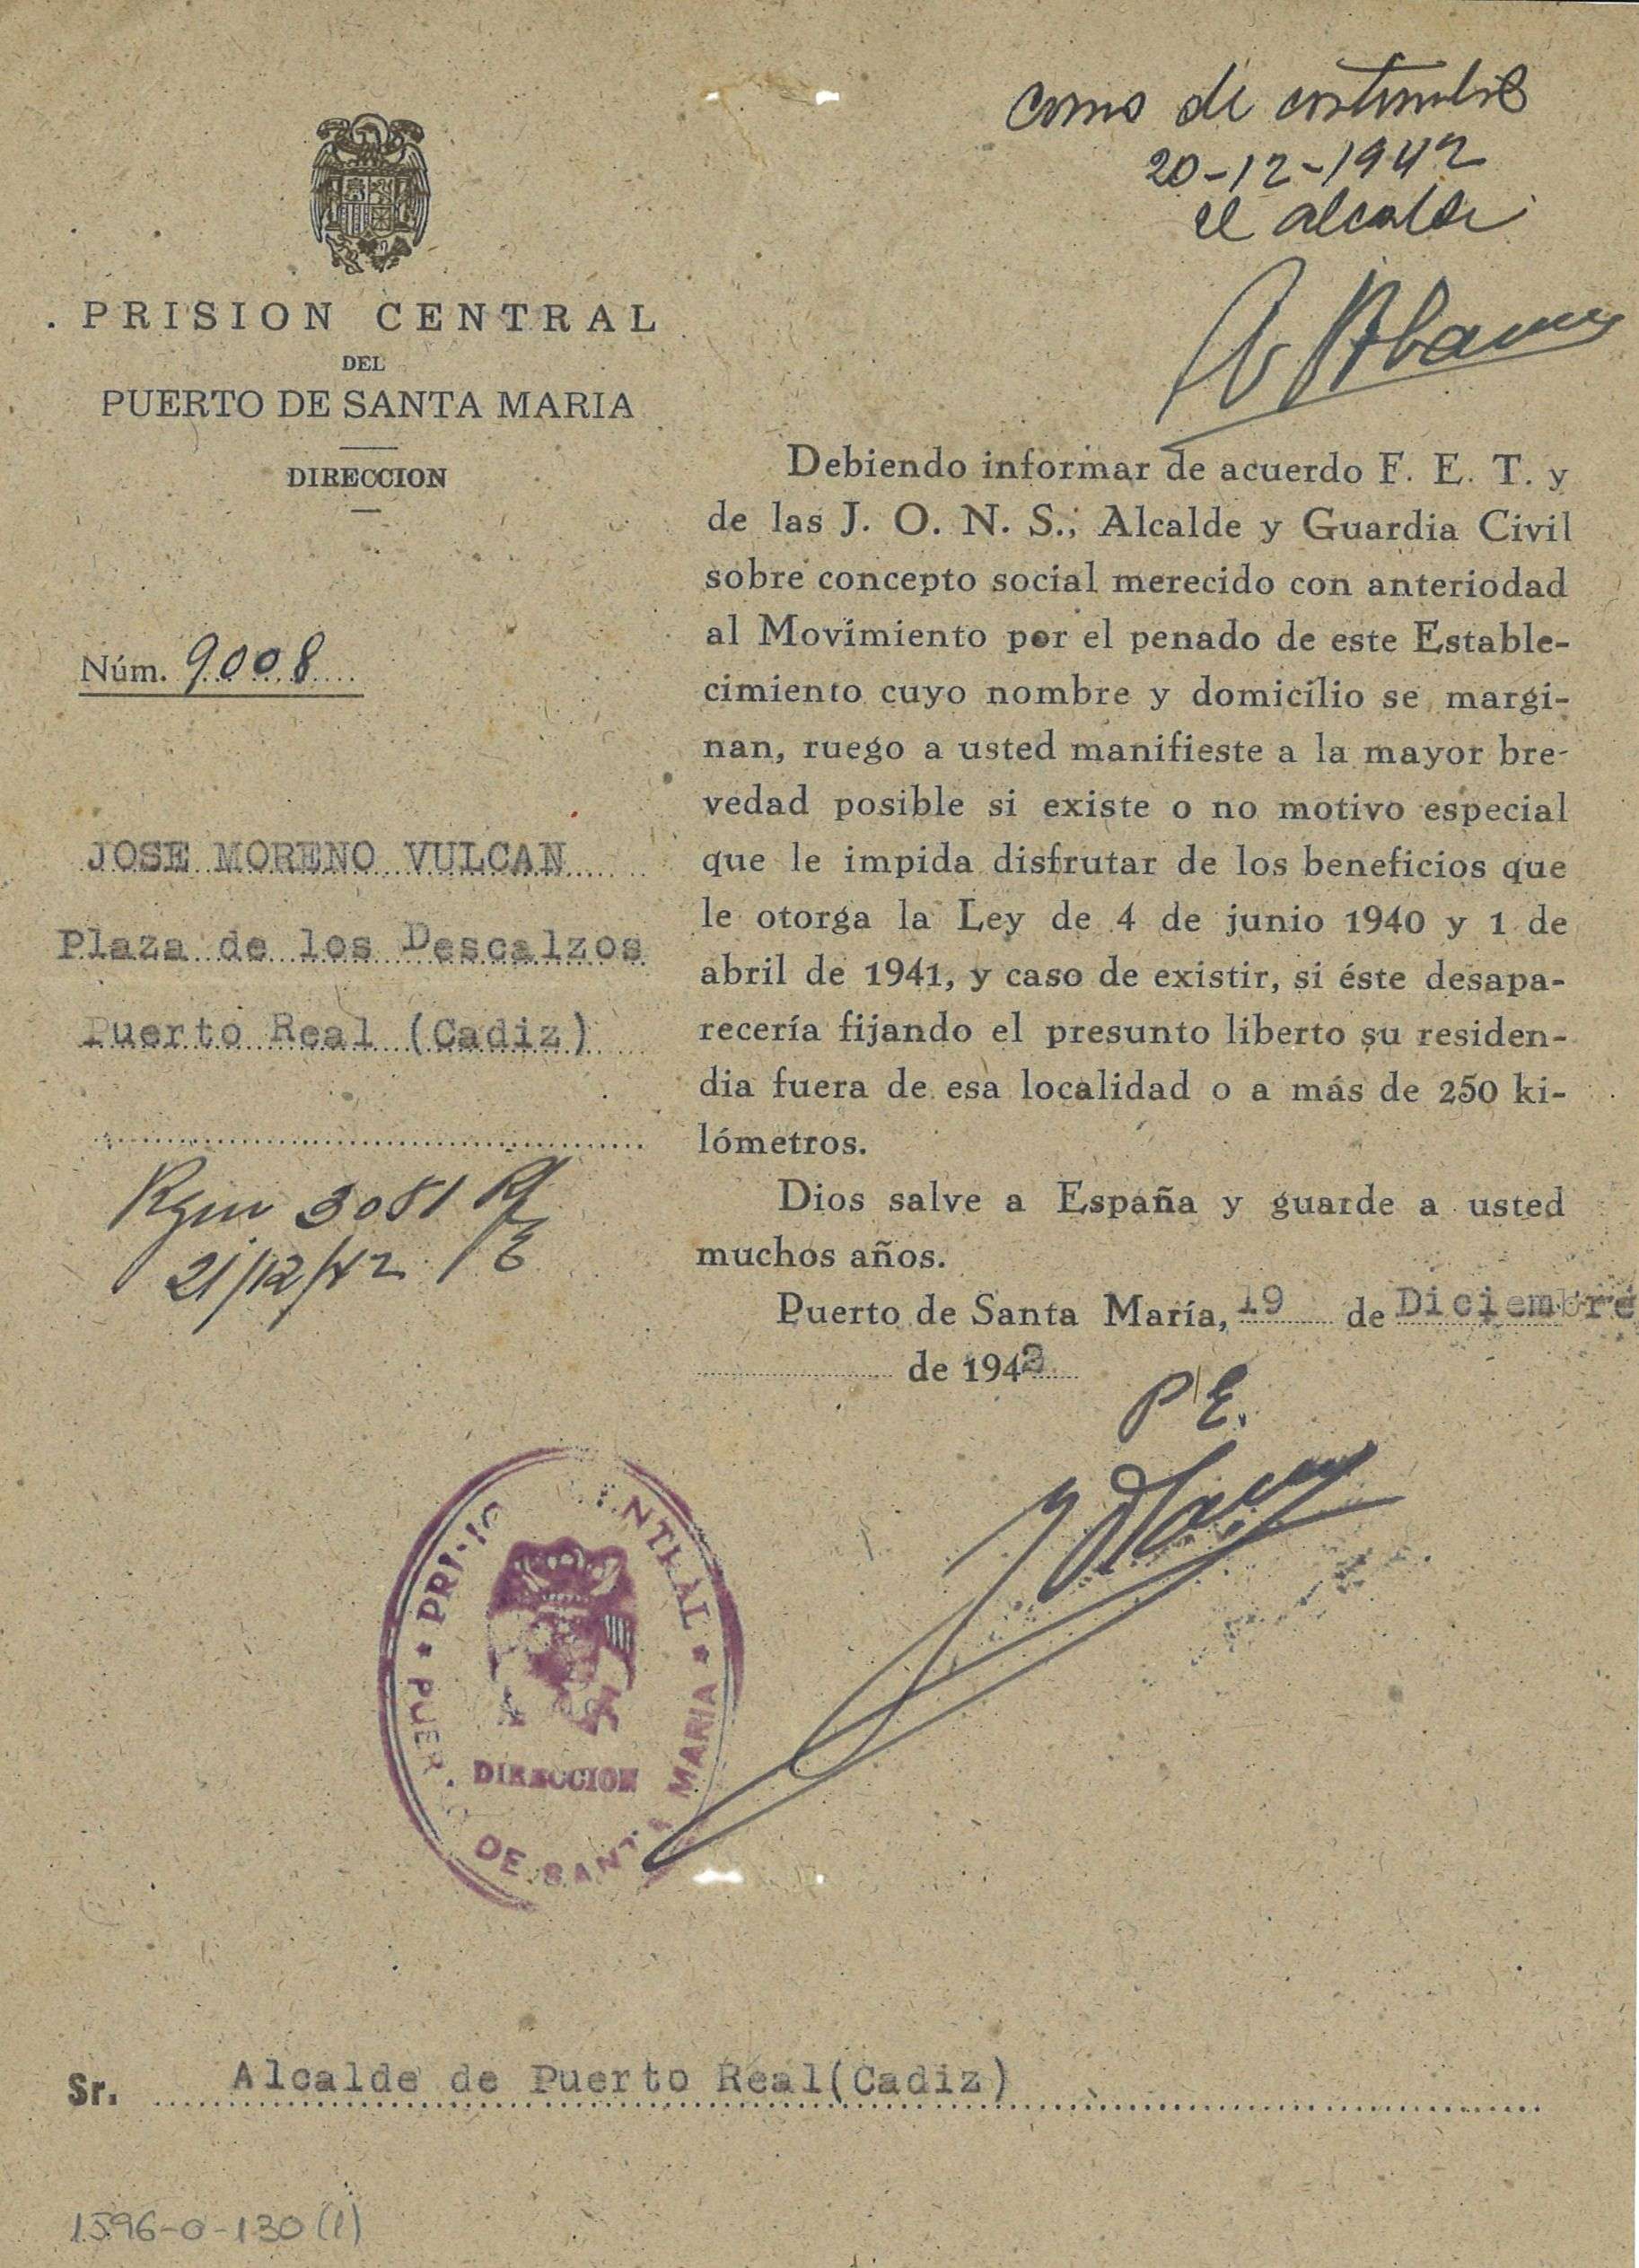 como de costumbre
20-12-1942
el alcalde
PRISION CENTRAL
DEL
PUERTO DE SANTA MARIA
DIRECCION
Núm. 9008
JOSE MORENO VULCAN
Plaza de los Descalzos
Puerto Real (Cadiz)
3081
21/12/42
Debiendo informar de acuerdo F. E. T. y
de las J. O. N. S., Alcalde y Guardia Civil
sobre concepto social merecido con anteriodad
al Movimiento por el penado de este Estable-
cimiento cuyo nombre y domicilio se margi-
nan, ruego a usted manifieste a la mayor bre-
vedad posible si existe o no motivo especial
que le impida disfrutar de los beneficios que
le otorga la Ley de 4 de junio 1940 y 1 de
abril de 1941, y caso de existir, si éste desapa-
recería fijando el presunto liberto su residen-
dia fuera de esa localidad o a más de 250 ki-
lómetros.
Dios salve a España y guarde a usted
muchos años.
Puerto de Santa María, 19 de Diciembre
de 1942
P E.
PRISION CENTRAL
PUERTO DE SANTA MARIA
DIRECCION
Sr. Alcalde de Puerto Real(Cadiz)
1596-0-130(1)